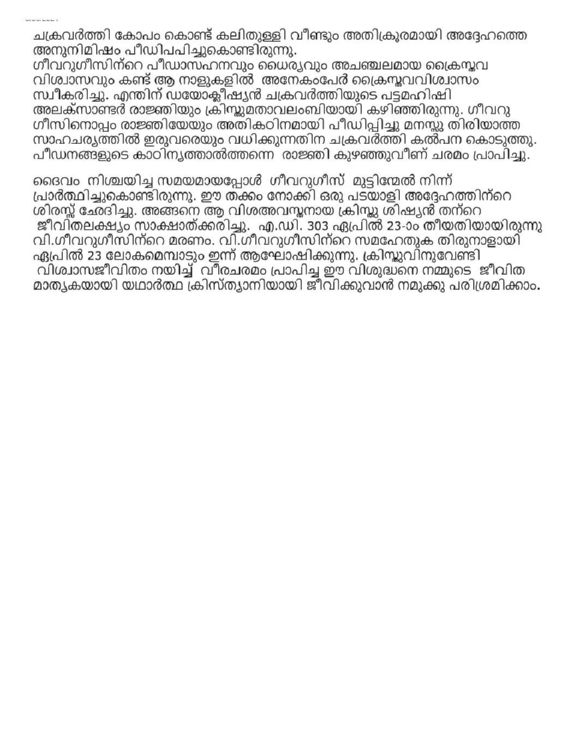 ചക്രവർത്തി കോപം കൊണ്ട് കലിതുള്ളി വീണ്ടും അതിക്രൂരമായി അദ്ദേഹത്തെ
അനുനിമിഷം പീഡിപപിച്ചുകൊണ്ടിരുന്നു.
ഗീവറുഗീസിന്റെ പീഡാസഹനവും ധൈര്യവും അചഞ്ചലമായ ക്രൈസ്തവ
വിശ്വാസവും കണ്ട് ആ നാളുകളിൽ അനേകംപേർ ക്രൈസ്തവവിശ്വാസം
സ്വീകരിച്ചു. എന്തിന് ഡയോക്ലീഷ്യൻ ചക്രവർത്തിയുടെ പട്ടമഹിഷി
അലക്സാണ്ടർ രാജ്ഞിയും ക്രിസ്തുമതാവലംബിയായി കഴിഞ്ഞിരുന്നു. ഗീവറു
ഗീസിനൊപ്പം രാജ്ഞിയേയും അതികഠിനമായി പീഡിപ്പിച്ചു മനസ്സു തിരിയാത്ത
സാഹചര്യത്തിൽ ഇരുവരെയും വധിക്കുന്നതിന ചക്രവർത്തി കൽപന കൊടുത്തു.
പീഡനങ്ങളുടെ കാഠിന്യത്താൽത്തന്നെ രാജ്ഞി കുഴഞ്ഞുവീണ് ചരമം പ്രാപിച്ചു.
ദൈവം നിശ്ചയിച്ച സമയമായപ്പോൾ ഗീവറുഗീസ് മുട്ടിന്മേൽ നിന്ന്
പ്രാർത്ഥിച്ചുകൊണ്ടിരുന്നു. ഈ തക്കം നോക്കി ഒരു പടയാളി അദ്ദേഹത്തിന്റെ
ശിരസ്സ് ഛേദിച്ചു. അങ്ങനെ ആ വിശഅവസ്തനായ ക്രിസ്തു ശിഷ്യൻ തന്റെ
ജീവിതലക്ഷ്യം സാക്ഷാത്ക്കരിച്ചു. എ.ഡി. 303 ഏപ്രിൽ 23-ാം തീയതിയായിരുന്നു
വി.ഗീവറുഗീസിന്റെ മരണം. വി.ഗീവറുഗീസിന്റെ സമഹേതുക തിരുനാളായി
ഏപ്രിൽ 23 ലോകമെമ്പാടും ഇന്ന് ആഘോഷിക്കുന്നു. ക്രിസ്തുവിനുവേണ്ടി
വിശ്വാസജീവിതം നയിച്ച് വീരചരമം പ്രാപിച്ച ഈ വിശുദ്ധനെ നമ്മുടെ ജീവിത
മാതൃകയായി യഥാർത്ഥ ക്രിസ്ത്യാനിയായി ജീവിക്കുവാൻ നമുക്കു പരിശ്രമിക്കാം.